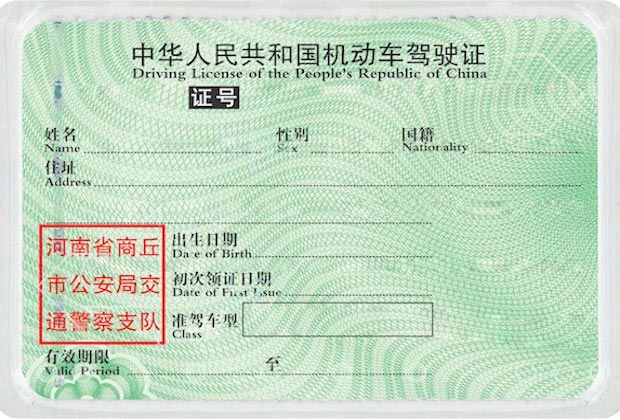 中华人民共和国机动车驾驶证
Driving License of the People's Republic of China
证号
姓名 性别 国籍
Name Sex Nationality
住址
Address
河南省商丘
市公安局交
通警察支队
出生日期
Date of Birth
初次领证日期
Date of First Issue
准驾车型
Class
有效期限 至
Valid Period